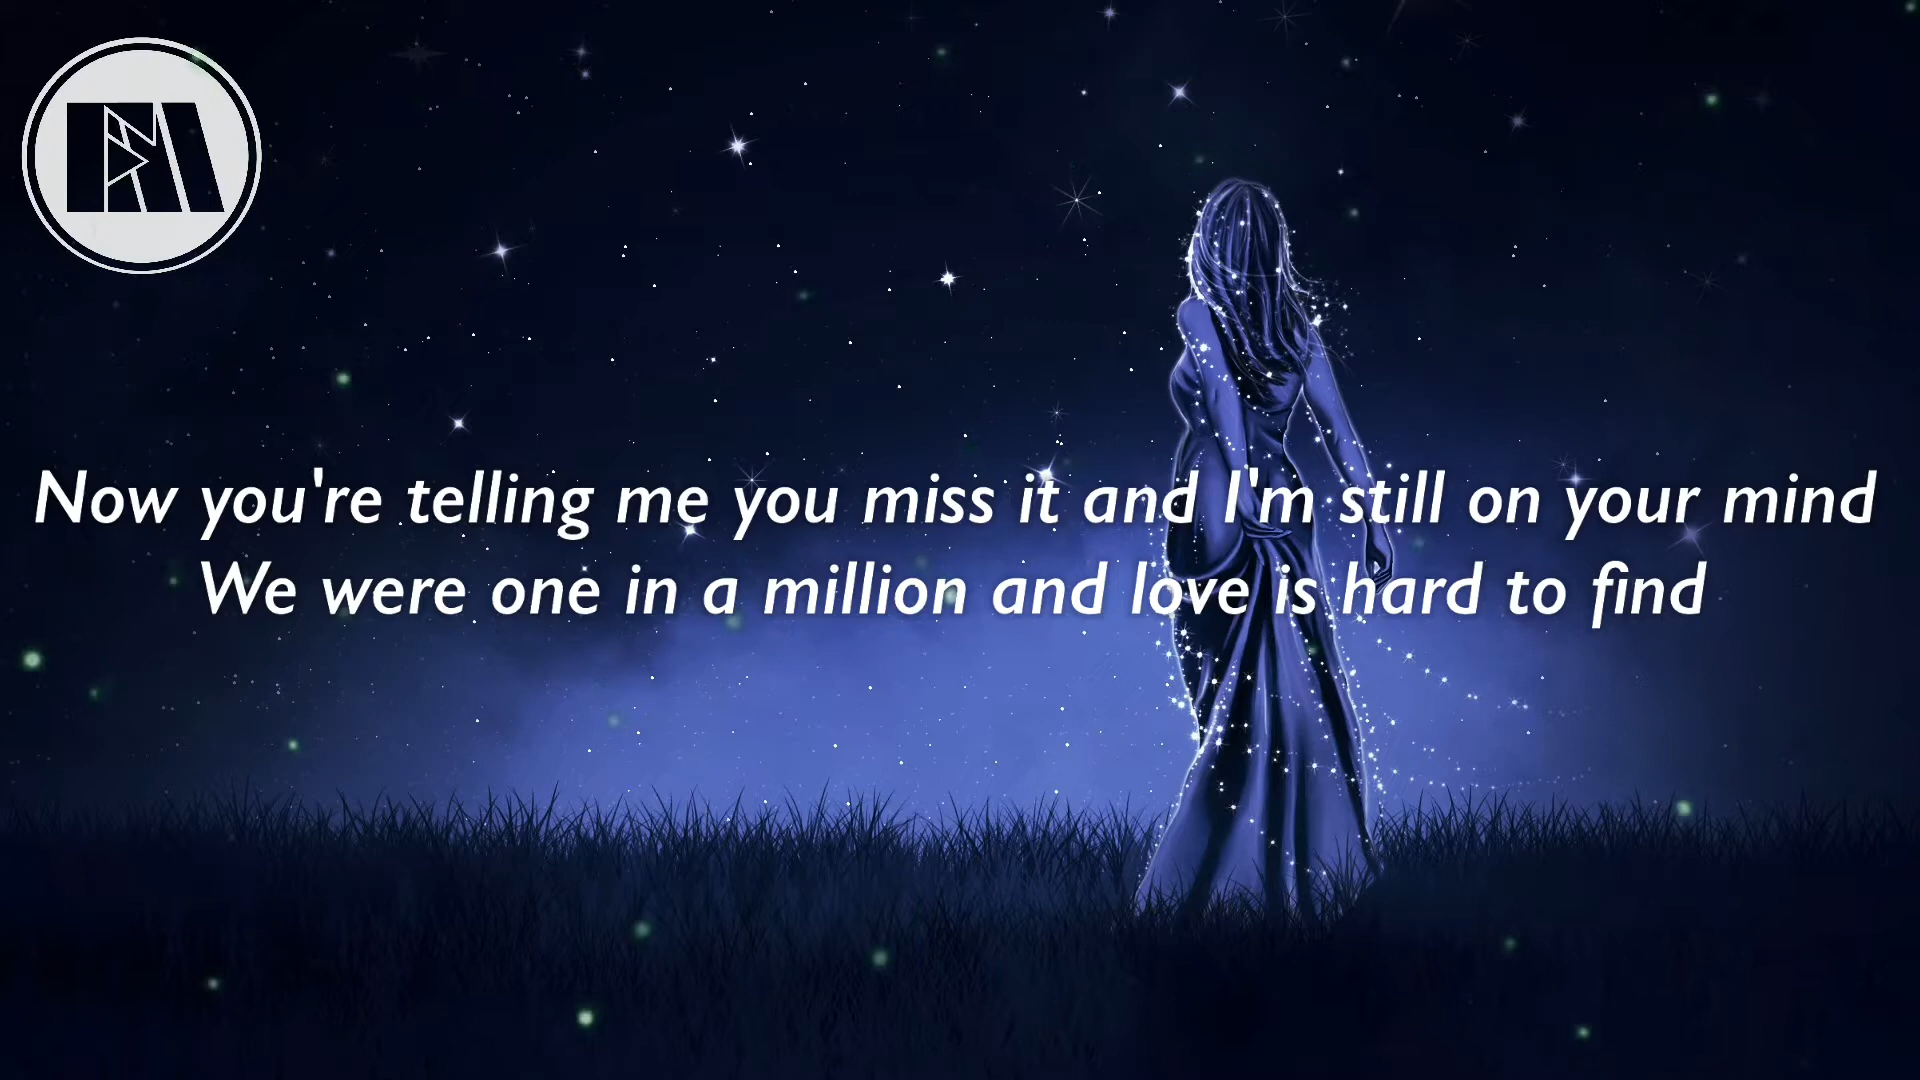 Now you're telling me you miss it and I'm still on your mind
We were one in a million and love is hard to find